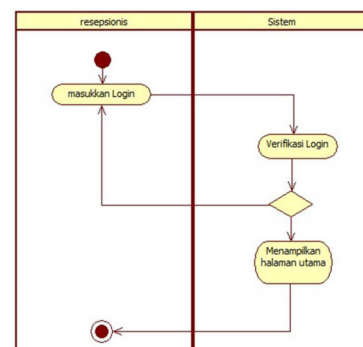 resepsionis
Sistem
masukkan Login
Verifikasi Login
Menampilkan
halaman utama